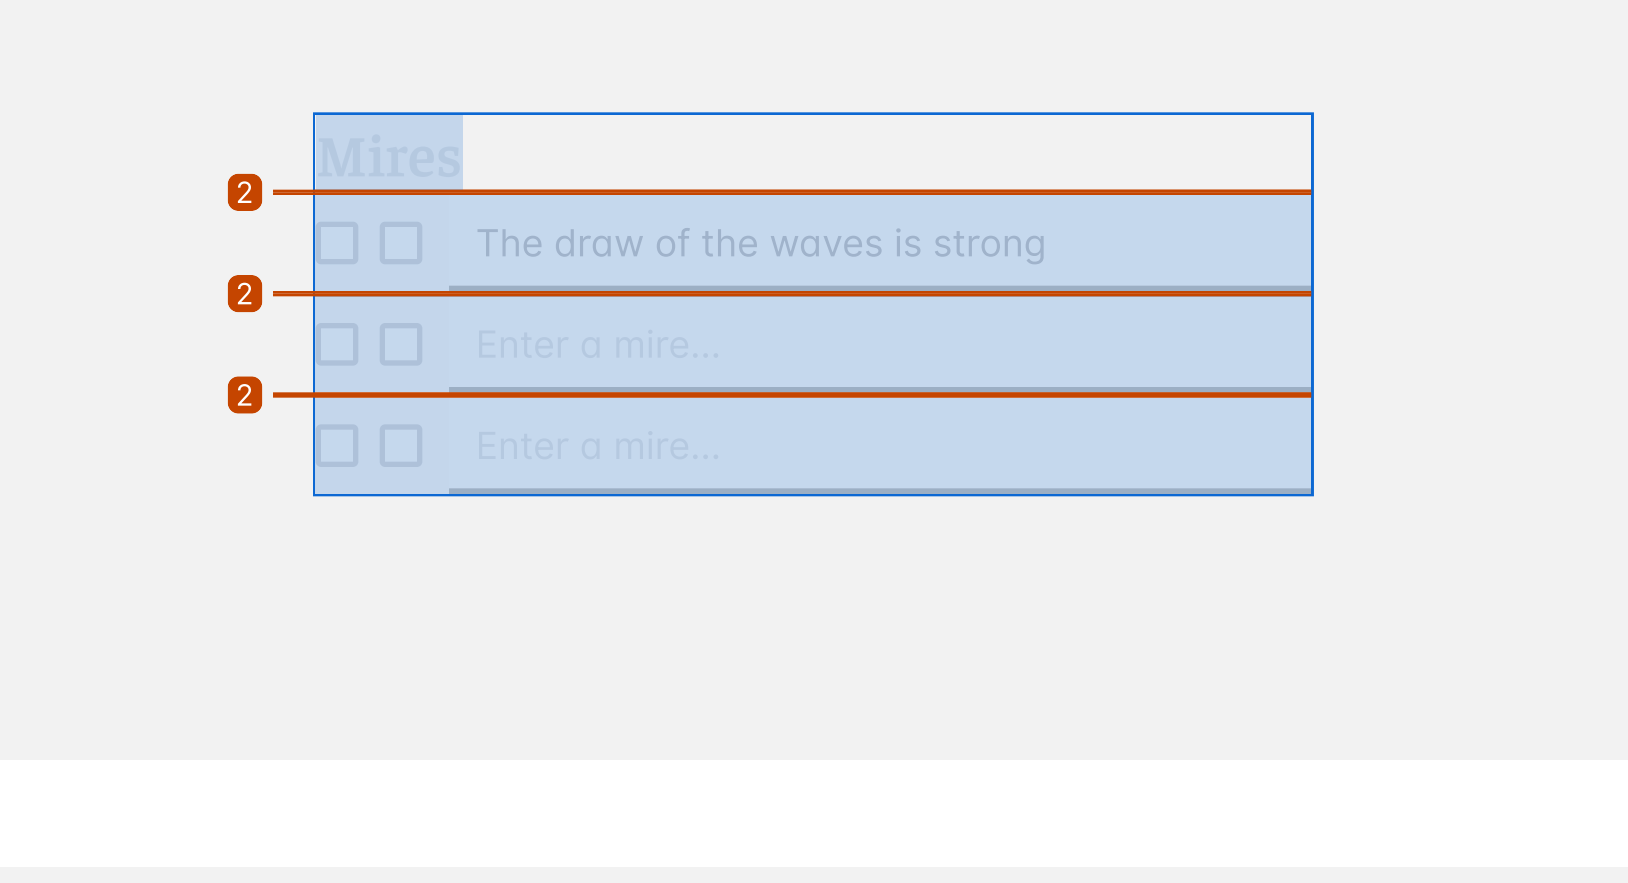 Mires
2
The draw of the waves is strong
2
Enter a mire...
2
Enter a mire...